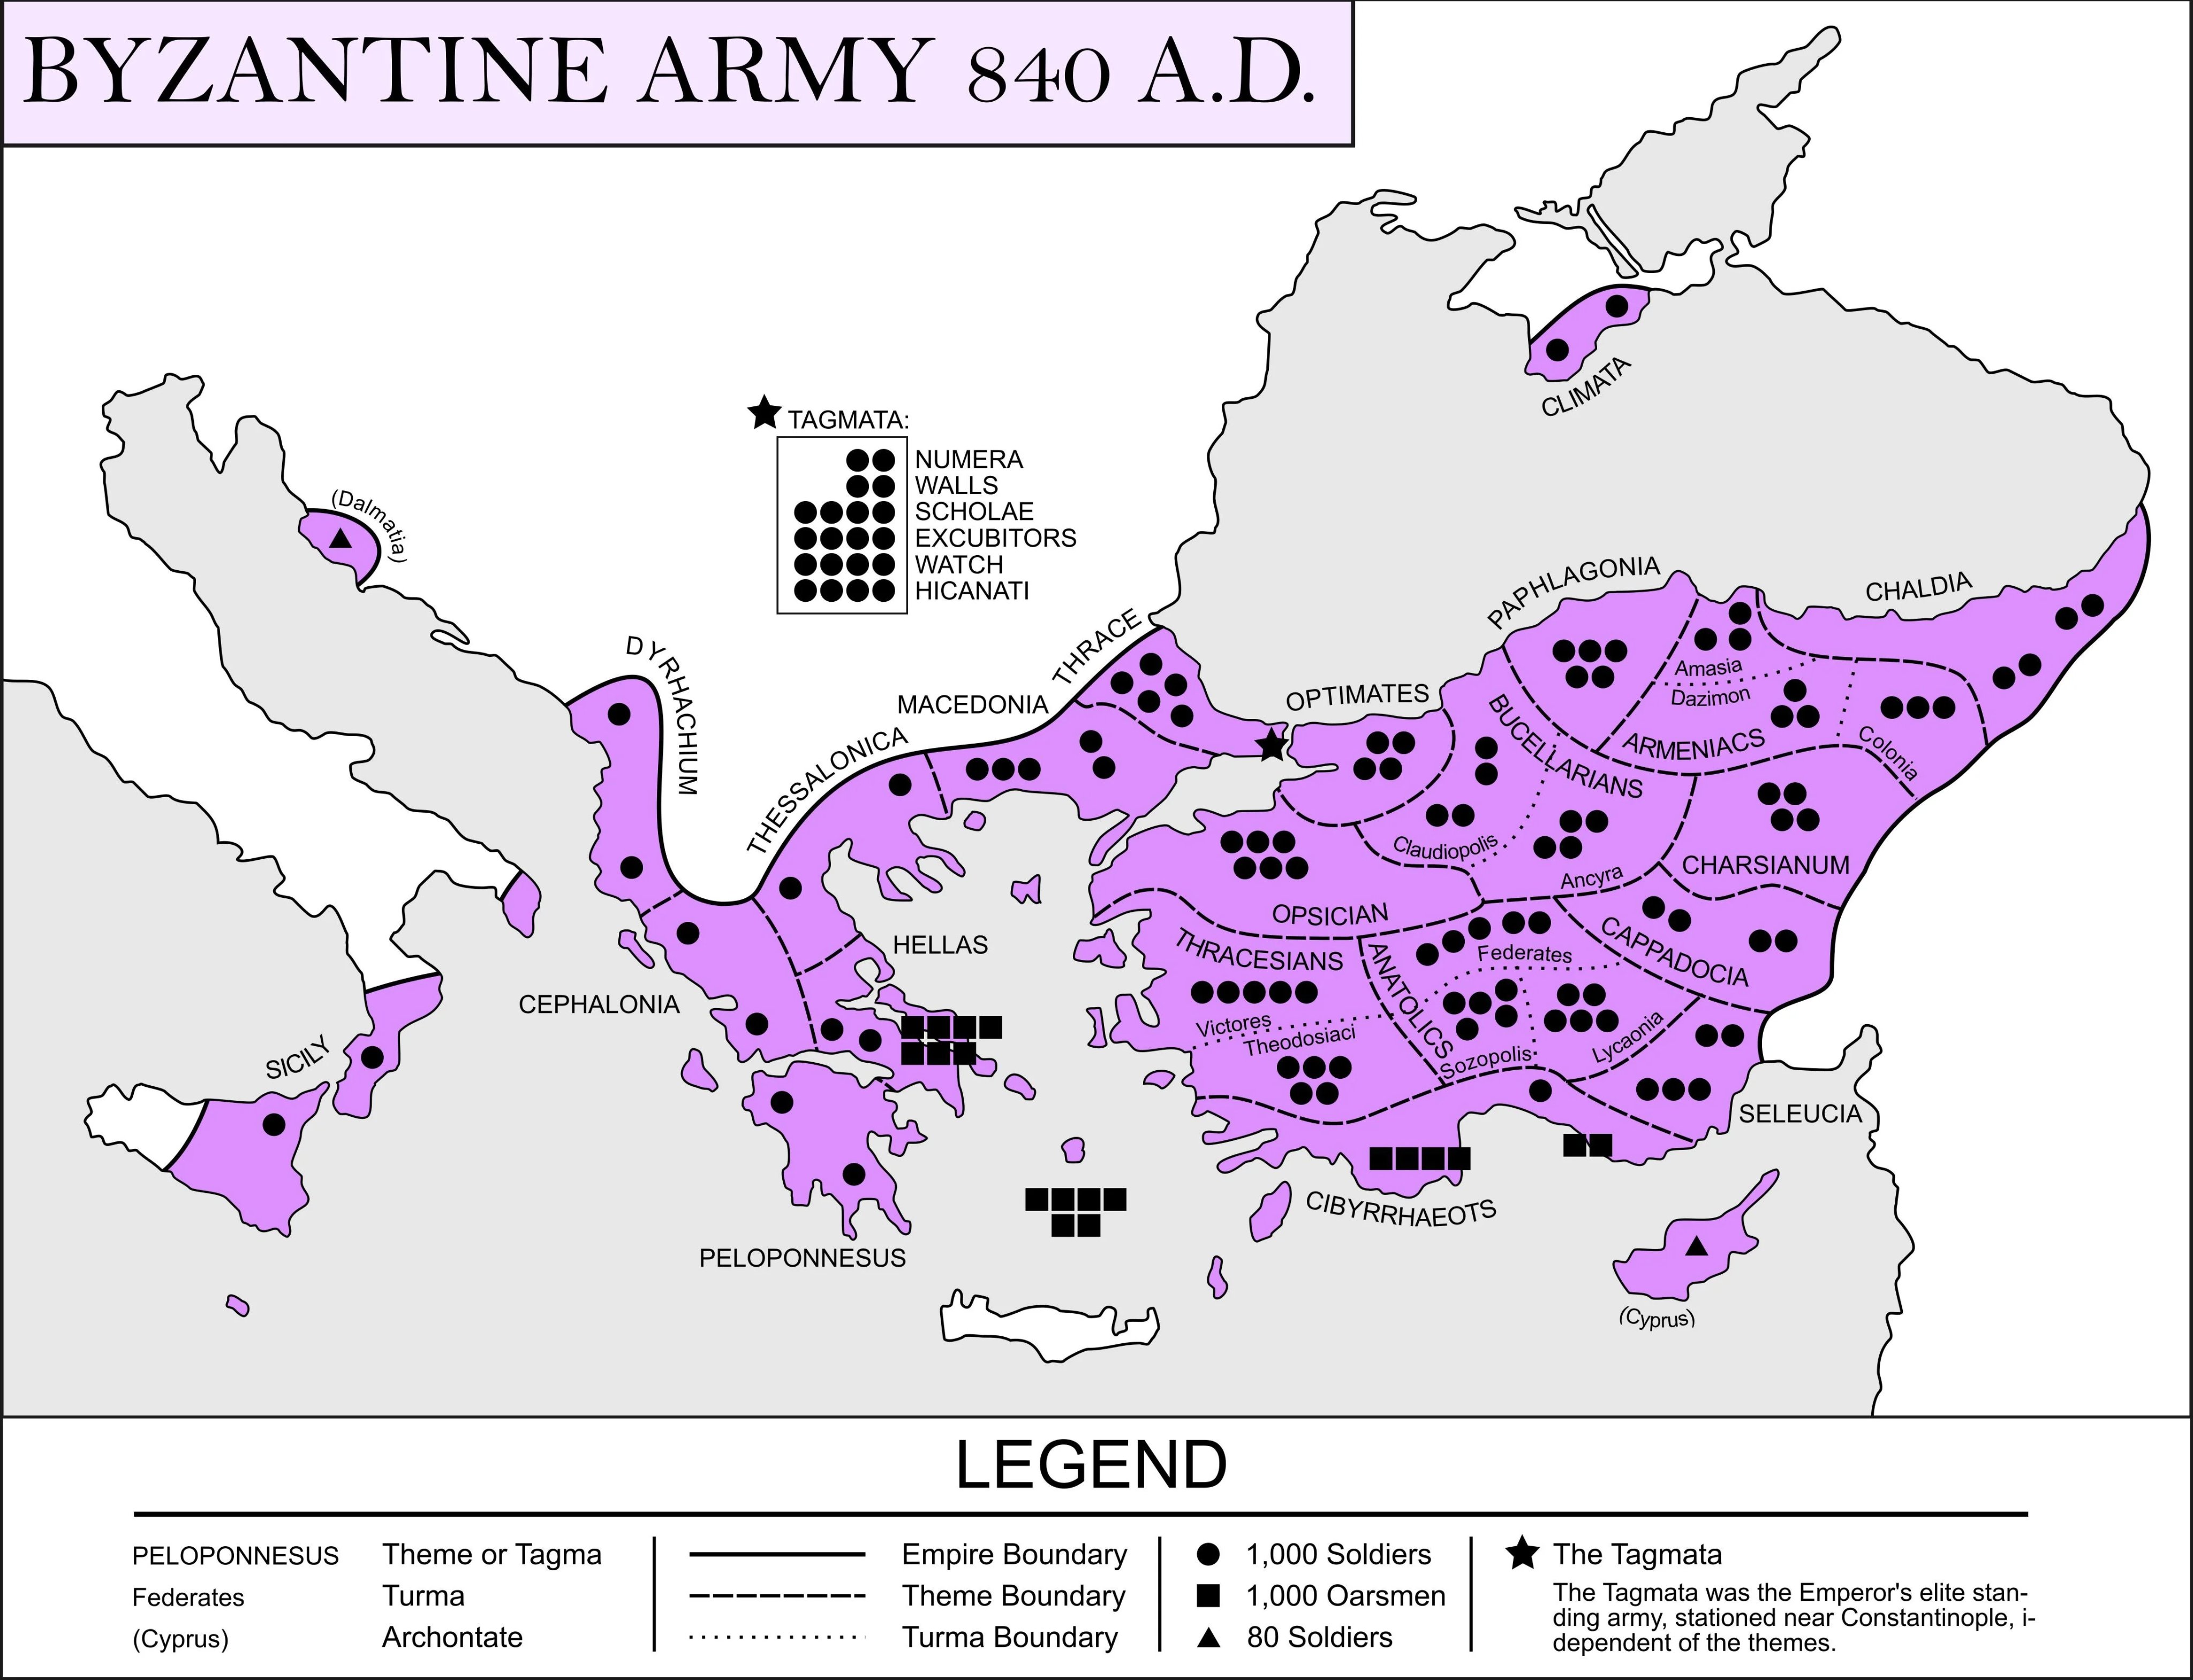 BYZANTINE ARMY 840 A.D.
CLIMATA
TAGMATA:
NUMERA
WALLS
SCHOLAE
EXCUBITORS
WATCH
HICANATI
(Dalmatia)
DYRRHACHIUM
THESSALONICA
MACEDONIA
THRACE
OPTIMATES
PAPHLAGONIA
CHALDIA
Amasia
Dazimon
BUCELLARIANS
ARMENIACS
Colonia
Claudiopolis
Ancyra
CHARSIANUM
OPSICIAN
CAPPADOCIA
THRACESIANS
ANATOLICS
Federates
Victores
Theodosiaci
Sozopolis
Lycaonia
HELLAS
CEPHALONIA
SICILY
SELEUCIA
CIBYRRHAEOTS
PELOPONNESUS
(Cyprus)
LEGEND
PELOPONNESUS Theme or Tagma
Federates Turma
(Cyprus) Archontate
Empire Boundary
Theme Boundary
Turma Boundary
1,000 Soldiers
1,000 Oarsmen
80 Soldiers
The Tagmata
The Tagmata was the Emperor's elite stan-
ding army, stationed near Constantinople, i-
dependent of the themes.